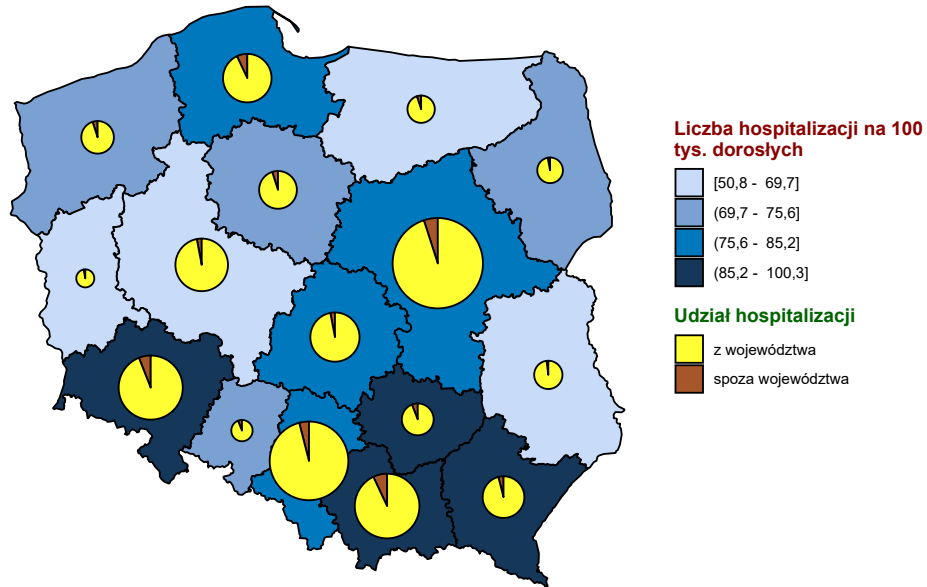 Liczba hospitalizacji na 100
tys. dorosłych
[50,8 - 69,7]
(69,7 - 75,6]
(75,6 - 85,2]
(85,2 - 100,3]
Udział hospitalizacji
z województwa
spoza województwa